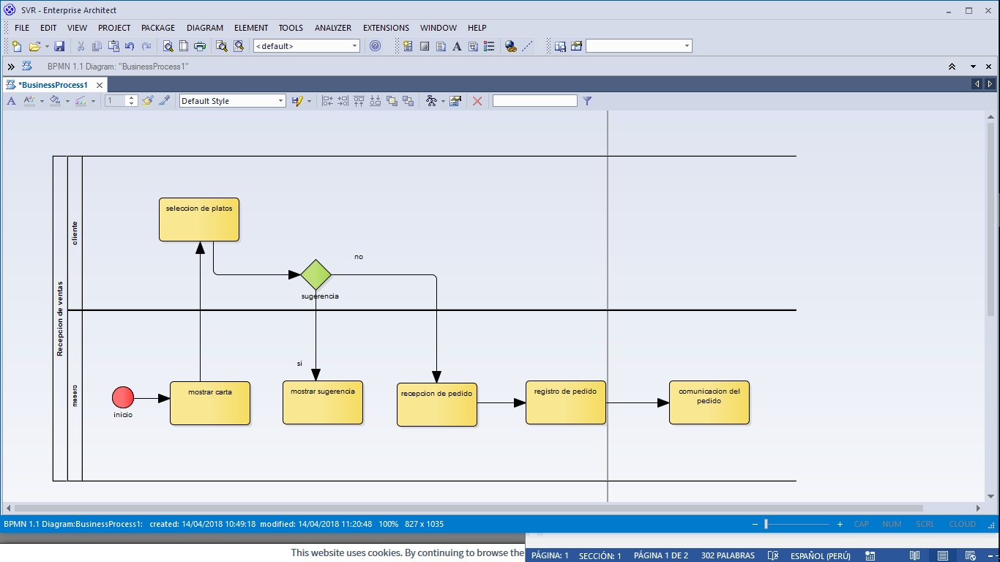 SVR - Enterprise Architect
FILE EDIT VIEW PROJECT PACKAGE DIAGRAM ELEMENT TOOLS ANALYZER EXTENSIONS WINDOW HELP
<default>
BPMN 1.1 Diagram: "BusinessProcess1"
*BusinessProcess1
1 Default Style
Recepcion de ventas
cliente
seleccion de platos
no
sugerencia
mesero
si
inicio
mostrar carta
mostrar sugerencia
recepcion de pedido
registro de pedido
comunicacion del
pedido
BPMN 1.1 Diagram:BusinessProcess1: created: 14/04/2018 10:49:18 modified: 14/04/2018 11:20:48 100% 827 x 1035
CAP NUM SCRL CLOUD
This website uses cookies. By continuing to browse the
PÁGINA: 1 SECCIÓN: 1 PÁGINA 1 DE 2 302 PALABRAS ESPAÑOL (PERÚ)